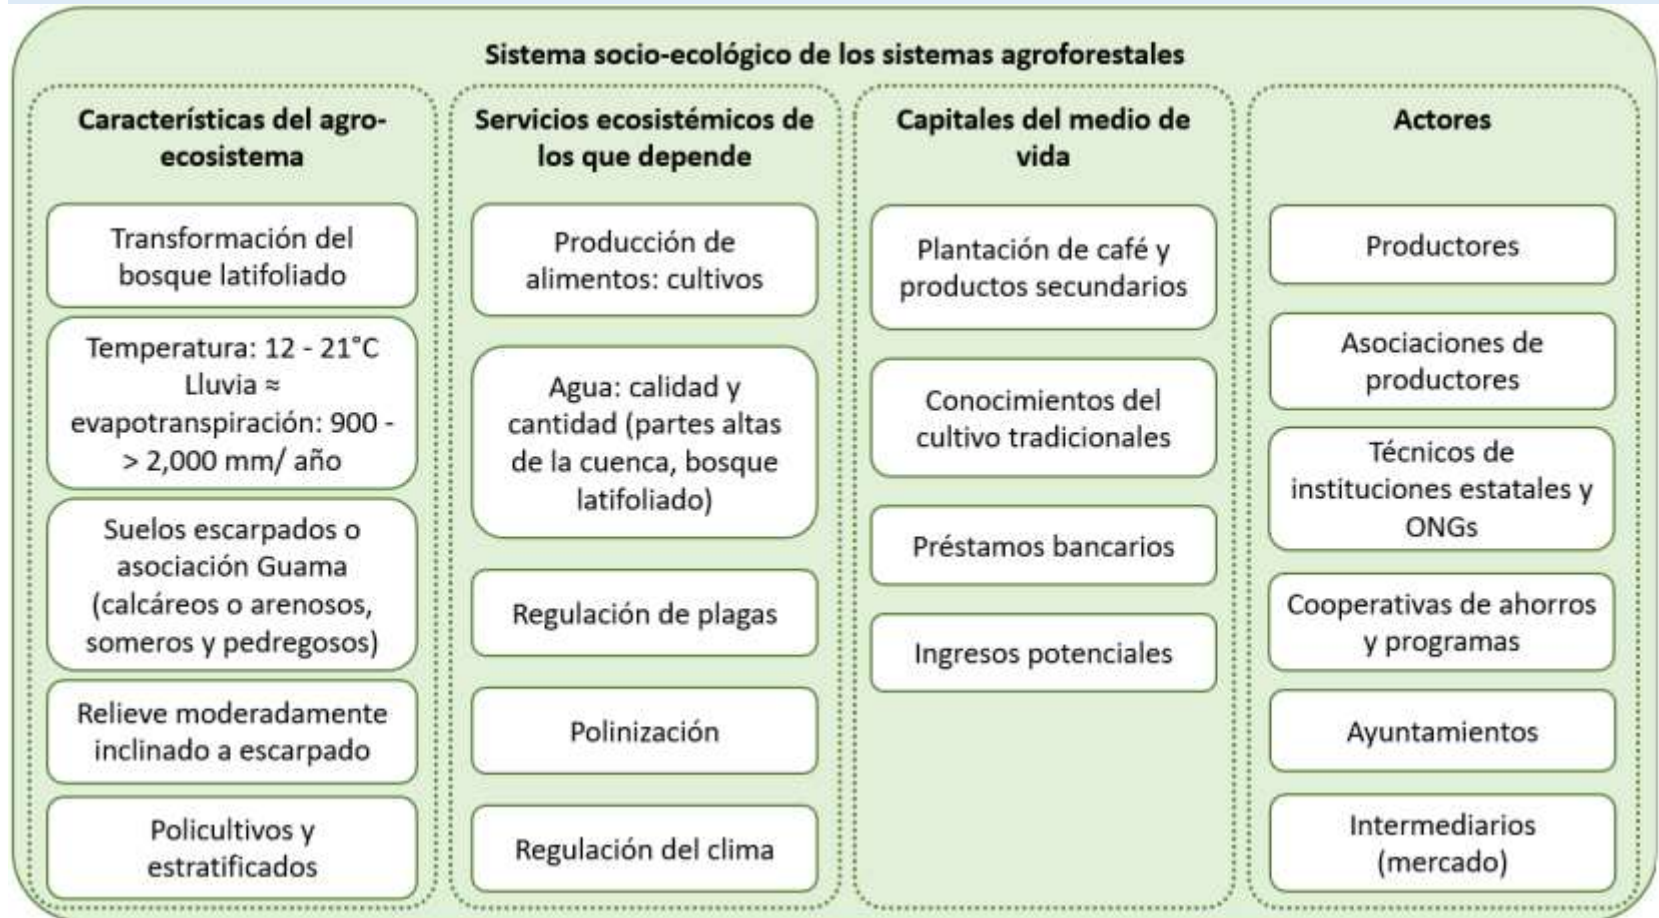 Sistema socio-ecológico de los sistemas agroforestales
Características del agro-
ecosistema
Transformación del
bosque latifoliado
Temperatura: 12 - 21°C
Lluvia ≈
evapotranspiración: 900 -
> 2,000 mm/ año
Suelos escarpados o
asociación Guama
(calcáreos o arenosos,
someros y pedregosos)
Relieve moderadamente
inclinado a escarpado
Policultivos y
estratificados
Servicios ecosistémicos de
los que depende
Producción de
alimentos: cultivos
Agua: calidad y
cantidad (partes altas
de la cuenca, bosque
latifoliado)
Regulación de plagas
Polinización
Regulación del clima
Capitales del medio de
vida
Plantación de café y
productos secundarios
Conocimientos del
cultivo tradicionales
Préstamos bancarios
Ingresos potenciales
Actores
Productores
Asociaciones de
productores
Técnicos de
instituciones estatales y
ONGs
Cooperativas de ahorros
y programas
Ayuntamientos
Intermediarios
(mercado)